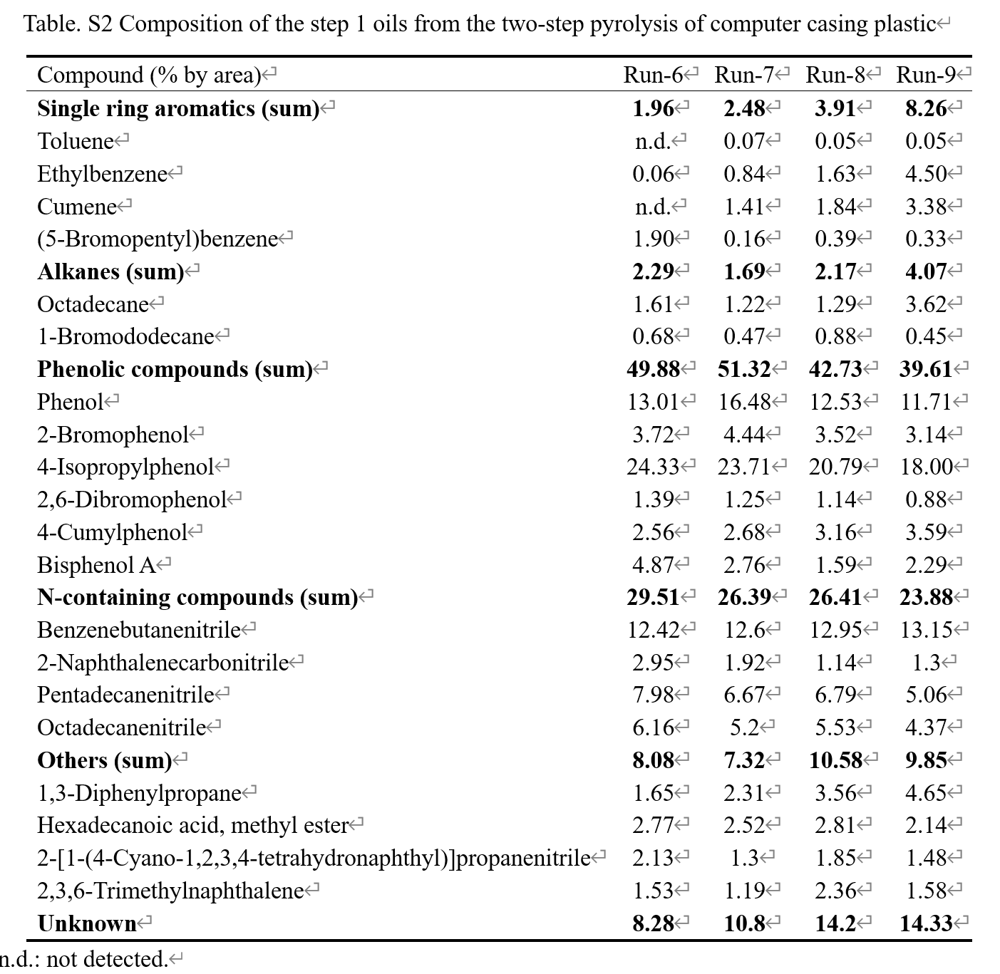 Table. S2 Composition of the step 1 oils from the two-step pyrolysis of computer casing plastic↵
Compound (% by area)↵ Run-6↵ Run-7↵ Run-8↵ Run-9↵
Single ring aromatics (sum)↵ 1.96↵ 2.48↵ 3.91↵ 8.26↵
Toluene↵ n.d.↵ 0.07↵ 0.05↵ 0.05↵
Ethylbenzene↵ 0.06↵ 0.84↵ 1.63↵ 4.50↵
Cumene↵ n.d.↵ 1.41↵ 1.84↵ 3.38↵
(5-Bromopentyl)benzene↵ 1.90↵ 0.16↵ 0.39↵ 0.33↵
Alkanes (sum)↵ 2.29↵ 1.69↵ 2.17↵ 4.07↵
Octadecane↵ 1.61↵ 1.22↵ 1.29↵ 3.62↵
1-Bromododecane↵ 0.68↵ 0.47↵ 0.88↵ 0.45↵
Phenolic compounds (sum)↵ 49.88↵ 51.32↵ 42.73↵ 39.61↵
Phenol↵ 13.01↵ 16.48↵ 12.53↵ 11.71↵
2-Bromophenol↵ 3.72↵ 4.44↵ 3.52↵ 3.14↵
4-Isopropylphenol↵ 24.33↵ 23.71↵ 20.79↵ 18.00↵
2,6-Dibromophenol↵ 1.39↵ 1.25↵ 1.14↵ 0.88↵
4-Cumylphenol↵ 2.56↵ 2.68↵ 3.16↵ 3.59↵
Bisphenol A↵ 4.87↵ 2.76↵ 1.59↵ 2.29↵
N-containing compounds (sum)↵ 29.51↵ 26.39↵ 26.41↵ 23.88↵
Benzenebutanenitrile↵ 12.42↵ 12.6↵ 12.95↵ 13.15↵
2-Naphthalenecarbonitrile↵ 2.95↵ 1.92↵ 1.14↵ 1.3↵
Pentadecanenitrile↵ 7.98↵ 6.67↵ 6.79↵ 5.06↵
Octadecanenitrile↵ 6.16↵ 5.2↵ 5.53↵ 4.37↵
Others (sum)↵ 8.08↵ 7.32↵ 10.58↵ 9.85↵
1,3-Diphenylpropane↵ 1.65↵ 2.31↵ 3.56↵ 4.65↵
Hexadecanoic acid, methyl ester↵ 2.77↵ 2.52↵ 2.81↵ 2.14↵
2-[1-(4-Cyano-1,2,3,4-tetrahydronaphthyl)]propanenitrile↵ 2.13↵ 1.3↵ 1.85↵ 1.48↵
2,3,6-Trimethylnaphthalene↵ 1.53↵ 1.19↵ 2.36↵ 1.58↵
Unknown↵ 8.28↵ 10.8↵ 14.2↵ 14.33↵
n.d.: not detected.↵